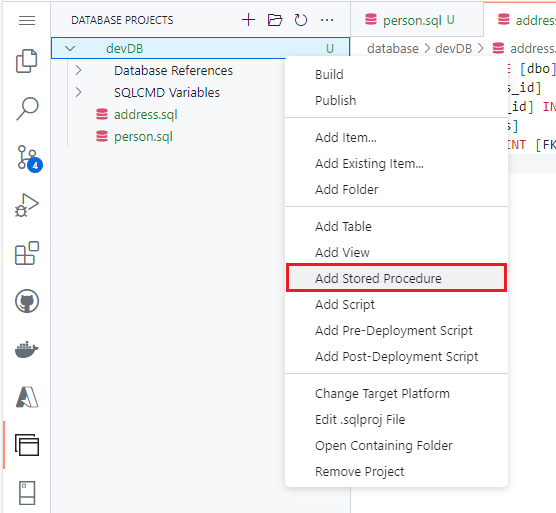 DATABASE PROJECTS
person.sql U
address
devDB U
database > devDB > address.
Database References
SQLCMD Variables
address.sql
person.sql
4
E [dbo]
s_id]
_id] IN
s]
INT [FK
Build
Publish
Add Item...
Add Existing Item...
Add Folder
Add Table
Add View
Add Stored Procedure
Add Script
Add Pre-Deployment Script
Add Post-Deployment Script
Change Target Platform
Edit .sqlproj File
Open Containing Folder
Remove Project